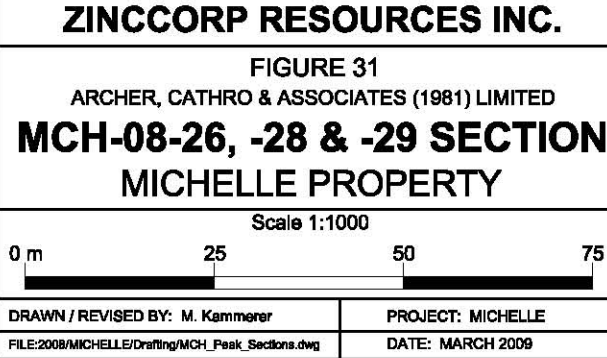 ZINCCORP RESOURCES INC.
FIGURE 31
ARCHER, CATHRO & ASSOCIATES (1981) LIMITED
MCH-08-26, -28 & -29 SECTION
MICHELLE PROPERTY
Scale 1:1000
0 m 25 50 75
DRAWN / REVISED BY: M. Kammerer PROJECT: MICHELLE
FILE:2008/MICHELLE/Drafting/MCH_Peak_Sections.dwg DATE: MARCH 2009